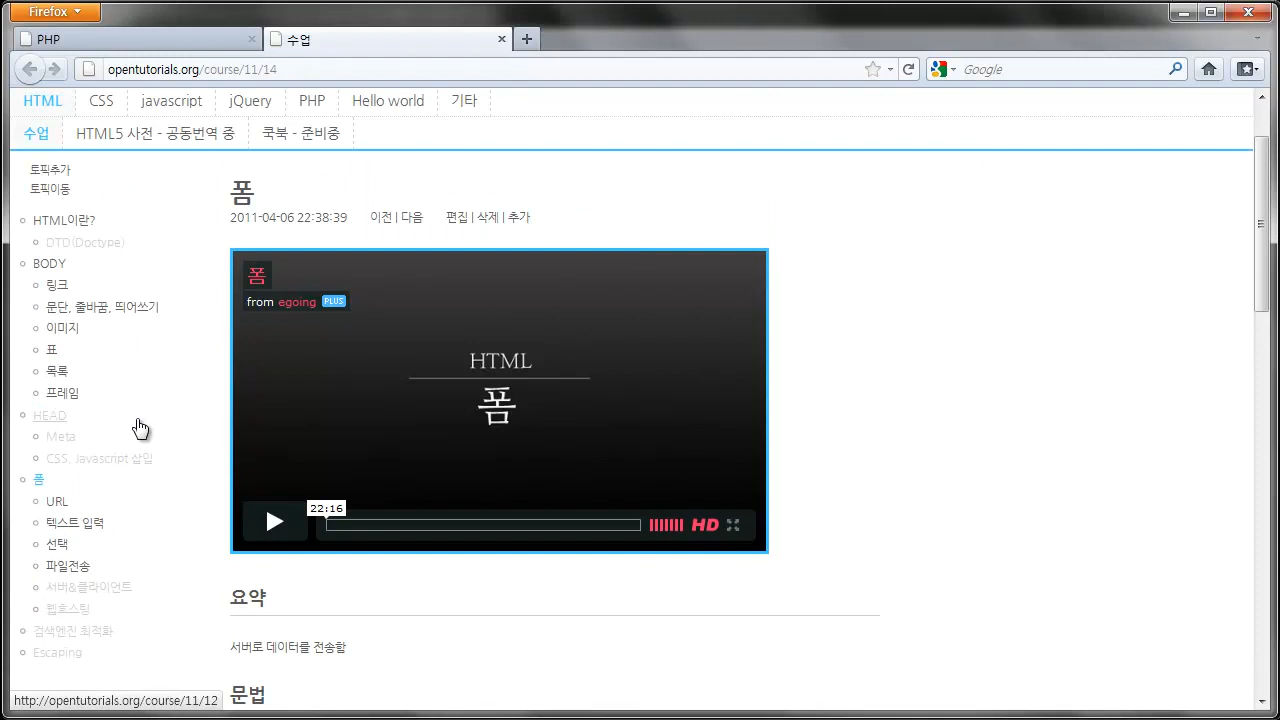 Firefox
PHP
수업
opentutorials.org/course/11/14
Google
HTML CSS javascript jQuery PHP Hello world 기타
수업 HTML5 사전 - 공동번역 중 쿡북 - 준비중
토픽추가
토픽이동
HTML이란?
DTD(Doctype)
BODY
링크
문단, 줄바꿈, 띄어쓰기
이미지
표
목록
프레임
HEAD
Meta
CSS, Javascript 삽입
폼
URL
텍스트 입력
선택
파일전송
서버&클라이언트
웹호스팅
검색엔진 최적화
Escaping
폼
2011-04-06 22:38:39 이전 | 다음 편집 | 삭제 | 추가
폼
from egoing PLUS
HTML
폼
22:16
HD
요약
서버로 데이터를 전송함
문법
http://opentutorials.org/course/11/12